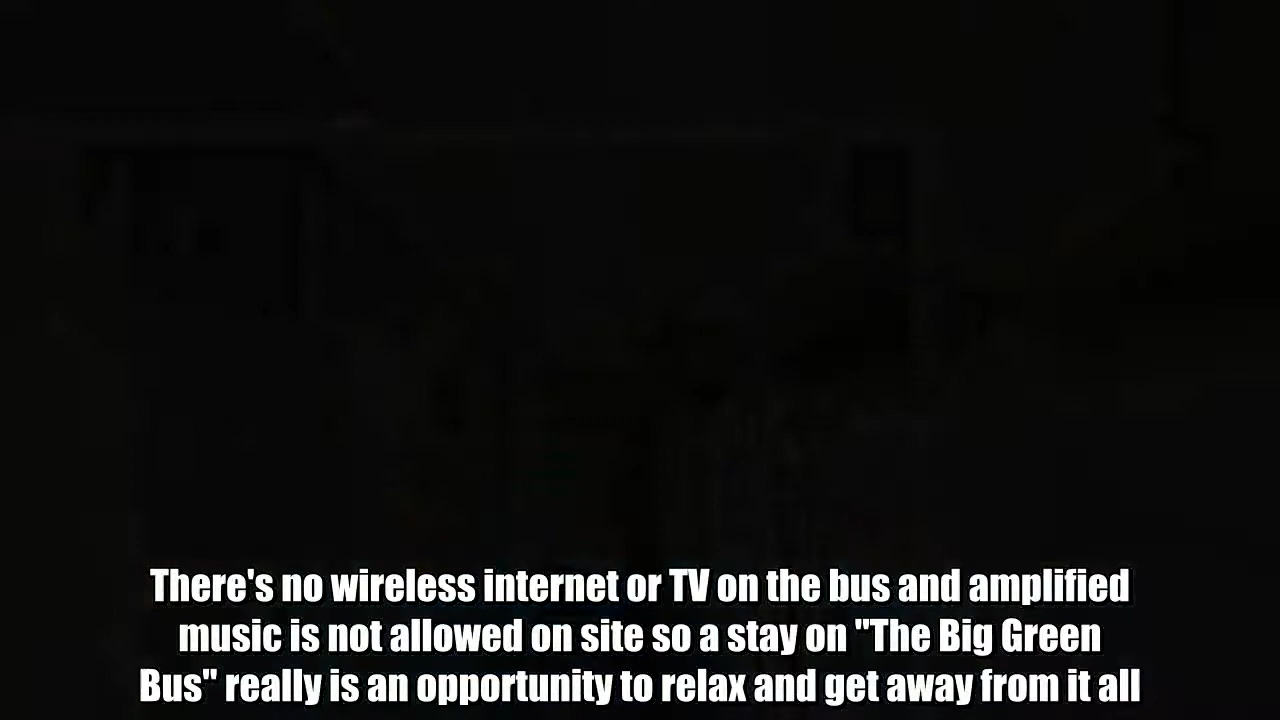 There's no wireless internet or TV on the bus and amplified
music is not allowed on site so a stay on "The Big Green
Bus" really is an opportunity to relax and get away from it all